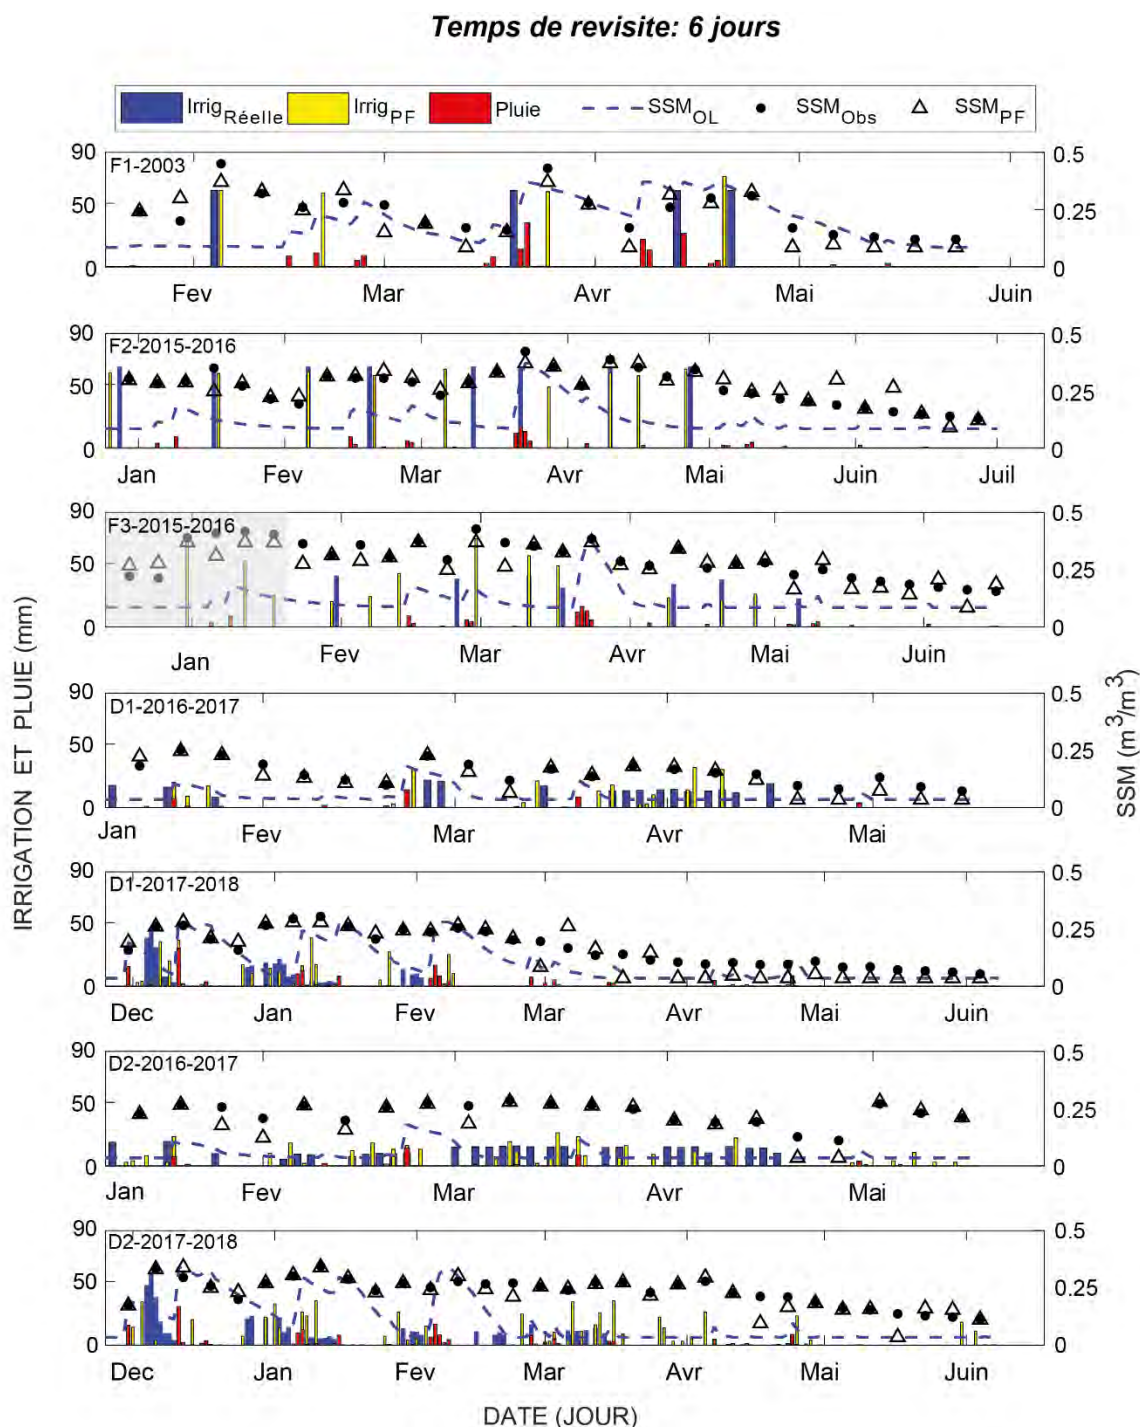 Temps de revisite: 6 jours
Irrig_Réelle Irrig_PF Pluie SSM_OL SSM_Obs SSM_PF
F1-2003
90 50 0
0.5 0.25 0
Fev Mar Avr Mai Juin
F2-2015-2016
90 50 0
0.5 0.25 0
Jan Fev Mar Avr Mai Juin Juil
F3-2015-2016
90 50 0
0.5 0.25 0
Jan Fev Mar Avr Mai Juin
D1-2016-2017
90 50 0
0.5 0.25 0
Jan Fev Mar Avr Mai
D1-2017-2018
90 50 0
0.5 0.25 0
Dec Jan Fev Mar Avr Mai Juin
D2-2016-2017
90 50 0
0.5 0.25 0
Jan Fev Mar Avr Mai
D2-2017-2018
90 50 0
0.5 0.25 0
Dec Jan Fev Mar Avr Mai Juin
IRRIGATION ET PLUIE (mm)
SSM (m³/m³)
DATE (JOUR)